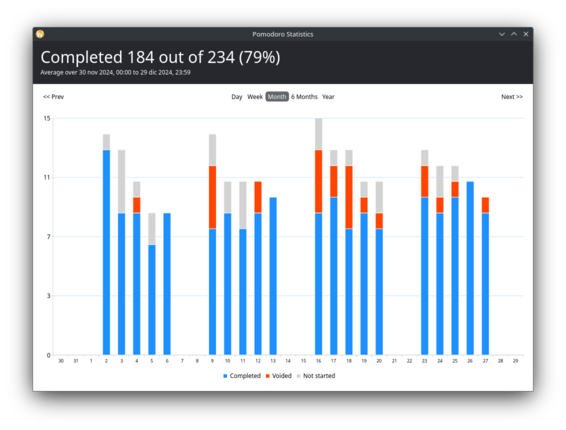 Pomodoro Statistics
Completed 184 out of 234 (79%)
Average over 30 nov 2024, 00:00 to 29 dic 2024, 23:59
<< Prev Day Week Month 6 Months Year Next >>
15
11
7
3
0
30 31 1 2 3 4 5 6 7 8 9 10 11 12 13 14 15 16 17 18 19 20 21 22 23 24 25 26 27 28 29
Completed Voided Not started